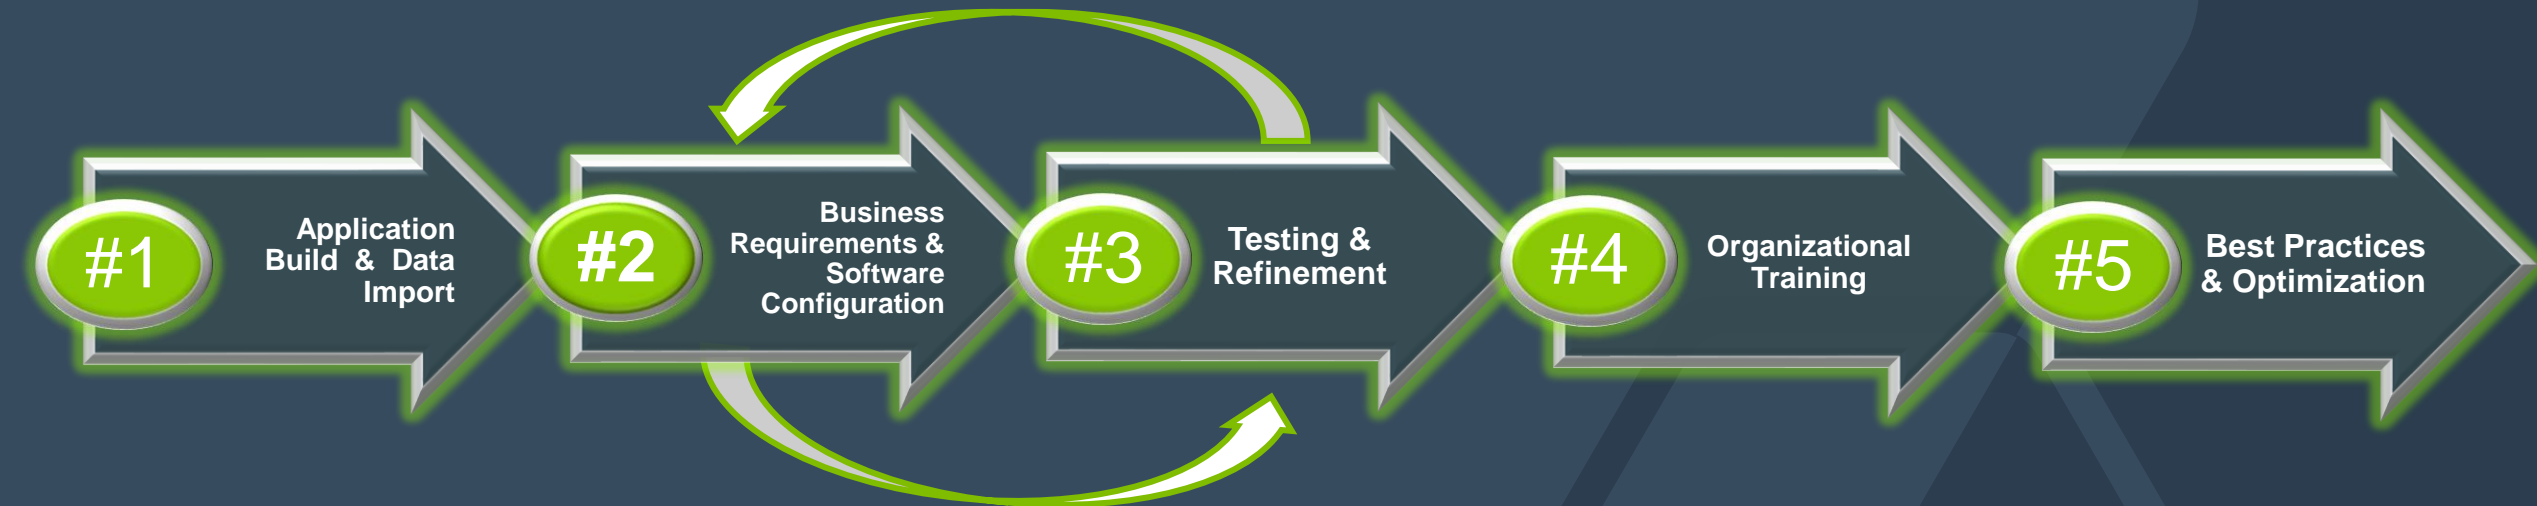 #1
Application
Build & Data
Import
#2
Business
Requirements &
Software
Configuration
#3
Testing &
Refinement
#4
Organizational
Training
#5
Best Practices
& Optimization